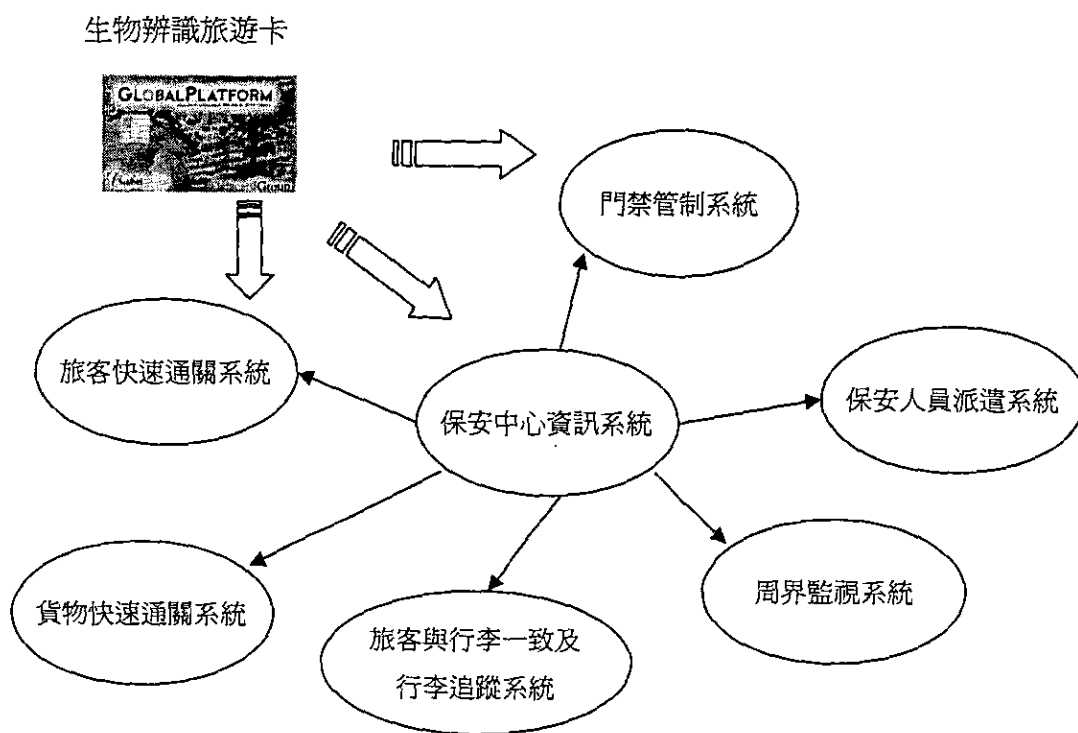 生物辨識旅遊卡
GLOBALPLATFORM
Group
門禁管制系統
旅客快速通關系統
保安中心資訊系統
保安人員派遣系統
貨物快速通關系統
旅客與行李一致及
行李追蹤系統
周界監視系統